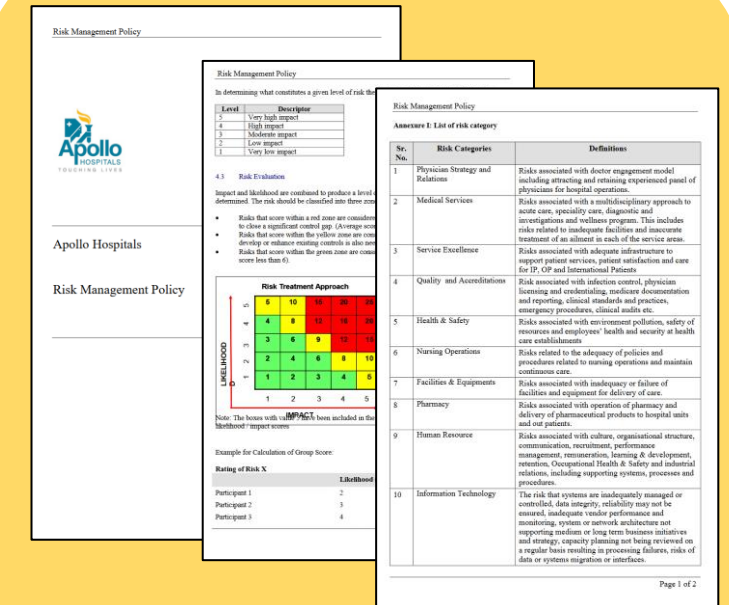 Risk Management Policy
Apollo
HOSPITALS
TOUCHING LIVES
Apollo Hospitals
Risk Management Policy
Risk Management Policy
In determining what constitutes a given level of risk the
Level Descriptor
5 Very high impact
4 High impact
3 Moderate impact
2 Low impact
1 Very low impact
4.3 Risk Evaluation
Impact and likelihood are combined to produce a level
determined. The risk should be classified into three zon
Risks that score within a red zone are considere
to close a significant control gap. (Average scor
Risks that score within the yellow zone are con
develop or enhance existing controls is also nee
Risks that score within the green zone are consi
score less than 6).
Risk Treatment Approach
LIKELIHOOD
5 5 10 15 20
4 4 8 12 16 20
3 3 6 9 12 15
2 2 4 6 8 10
1 1 2 3 4 5
1 2 3 4 5
IMPACT
Note: The boxes with value have been included in the
likelihood / impact scores
Example for Calculation of Group Score:
Rating of Risk X
Likelihood
Participant 1 2
Participant 2 3
Participant 3 4
Risk Management Policy
Annexure I: List of risk category
Sr. No. Risk Categories Definitions
1 Physician Strategy and Relations
Risks associated with doctor engagement model
including attracting and retaining experienced panel of
physicians for hospital operations.
2 Medical Services
Risks associated with a multidisciplinary approach to
acute care, speciality care, diagnostic and
investigations and wellness program. This includes
risks related to inadequate facilities and inaccurate
treatment of an ailment in each of the service areas.
3 Service Excellence
Risks associated with adequate infrastructure to
support patient services, patient satisfaction and care
for IP, OP and International Patients
4 Quality and Accreditations
Risk associated with infection control, physician
licensing and credentialing, medicare documentation
and reporting, clinical standards and practices,
emergency procedures, clinical audits etc.
5 Health & Safety
Risks associated with environment pollution, safety of
resources and employees' health and security at health
care establishments
6 Nursing Operations
Risks related to the adequacy of policies and
procedures related to nursing operations and maintain
continuous care.
7 Facilities & Equipments
Risks associated with inadequacy or failure of
facilities and equipment for delivery of care.
8 Pharmacy
Risks associated with operation of pharmacy and
delivery of pharmaceutical products to hospital units
and out patients.
9 Human Resource
Risks associated with culture, organisational structure,
communication, recruitment, performance
management, remuneration, learning & development,
retention, Occupational Health & Safety and industrial
relations, including supporting systems, processes and
procedures.
10 Information Technology
The risk that systems are inadequately managed or
controlled, data integrity, reliability may not be
ensured, inadequate vendor performance and
monitoring, system or network architecture not
supporting medium or long term business initiatives
and strategy, capacity planning not being reviewed on
a regular basis resulting in processing failures, risks of
data or systems migration or interfaces.
Page 1 of 2